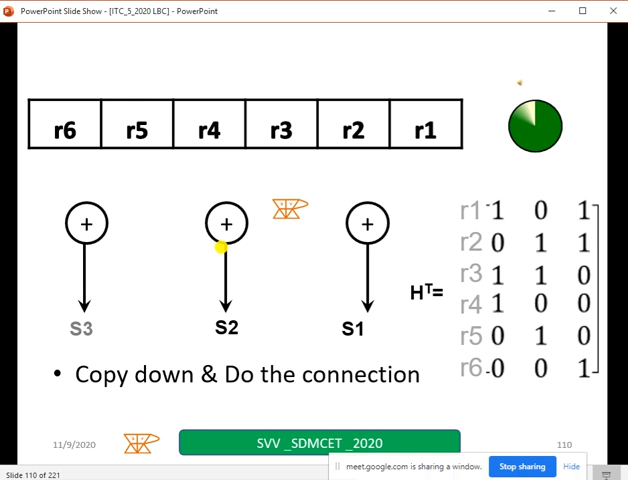 PowerPoint Slide Show - [ITC_5_2020 LBC] - PowerPoint
r6 r5 r4 r3 r2 r1
+ + +
S3 S2 S1
Hᵀ=
r1 1 0 1
r2 0 1 1
r3 1 1 0
r4 1 0 0
r5 0 1 0
r6 0 0 1
• Copy down & Do the connection
11/9/2020 SVV _SDMCET _2020 110
meet.google.com is sharing a window. Stop sharing Hide
Slide 110 of 221